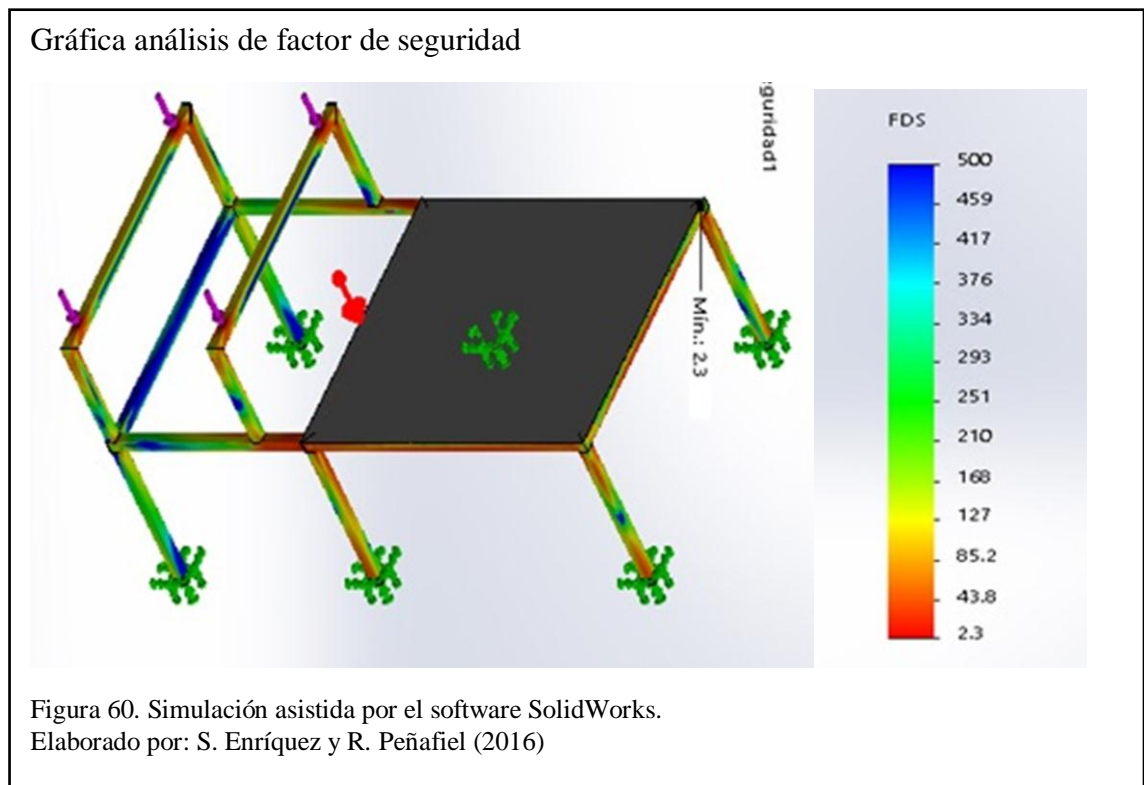 Gráfica análisis de factor de seguridad
guridad1
Mín.: 2.3
FDS
500
459
417
376
334
293
251
210
168
127
85.2
43.8
2.3
Figura 60. Simulación asistida por el software SolidWorks.
Elaborado por: S. Enríquez y R. Peñafiel (2016)